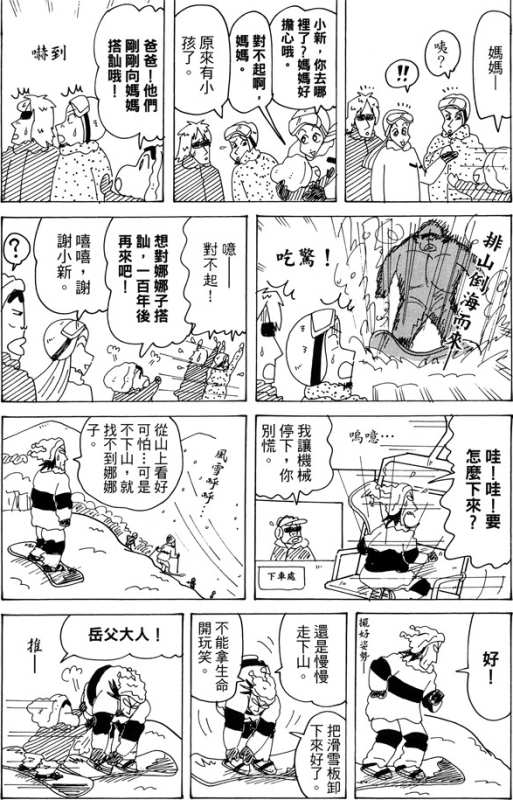 媽媽—
咦？
!!
小新，你去哪
裡了？媽媽好
擔心哦。
對不起啊，
媽媽。
原來有小
孩了。
爸爸！他們
剛剛向媽媽
搭訕哦！
嚇到
排山倒海而來
吃驚！
噫—
對不起！
想對娜娜子搭
訕，一百年後
再來吧！
嘻嘻，謝
謝小新。
？
哇！哇！要
怎麼下來？
嗚噫…
我讓機械
停下，你
別慌。
下車處
風雪呼呼…
從山上看好
可怕…可是
不下山，就
找不到娜娜
子。
好！
擺好姿勢—
把滑雪板卸
下來好了。
還是慢慢
走下山。
不能拿生命
開玩笑。
岳父大人！
推—